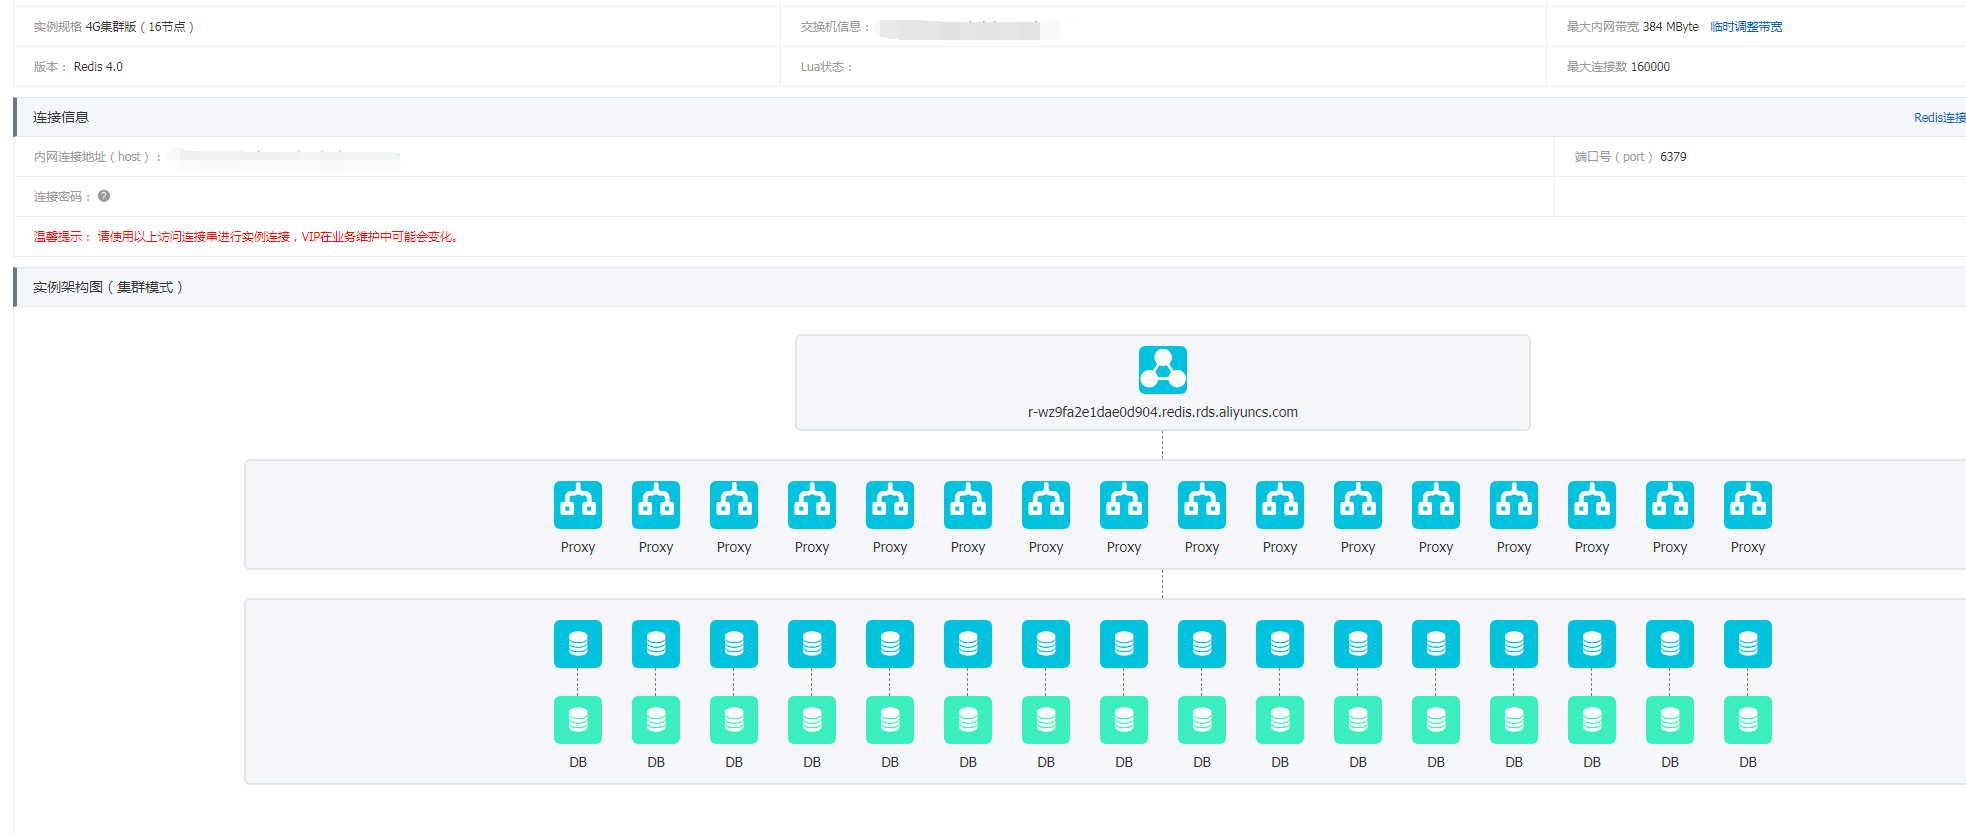 实例规格 4G集群版（16节点）
交换机信息：
最大内网带宽 384 MByte 临时调整带宽
版本： Redis 4.0
Lua状态：
最大连接数 160000
连接信息
Redis连接
内网连接地址（host）：
端口号（port） 6379
连接密码： ?
温馨提示： 请使用以上访问连接串进行实例连接，VIP在业务维护中可能会变化。
实例架构图（集群模式）
r-wz9fa2e1dae0d904.redis.rds.aliyuncs.com
Proxy Proxy Proxy Proxy Proxy Proxy Proxy Proxy Proxy Proxy Proxy Proxy Proxy Proxy Proxy Proxy
DB DB DB DB DB DB DB DB DB DB DB DB DB DB DB DB